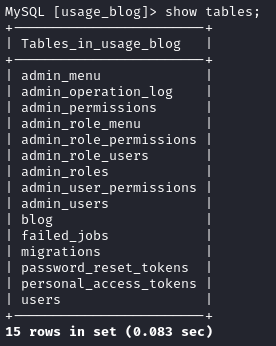 MySQL [usage_blog]> show tables;
+------------------------+
| Tables_in_usage_blog   |
+------------------------+
| admin_menu             |
| admin_operation_log    |
| admin_permissions      |
| admin_role_menu        |
| admin_role_permissions |
| admin_role_users       |
| admin_roles            |
| admin_user_permissions |
| admin_users            |
| blog                   |
| failed_jobs            |
| migrations             |
| password_reset_tokens  |
| personal_access_tokens |
| users                  |
+------------------------+
15 rows in set (0.083 sec)